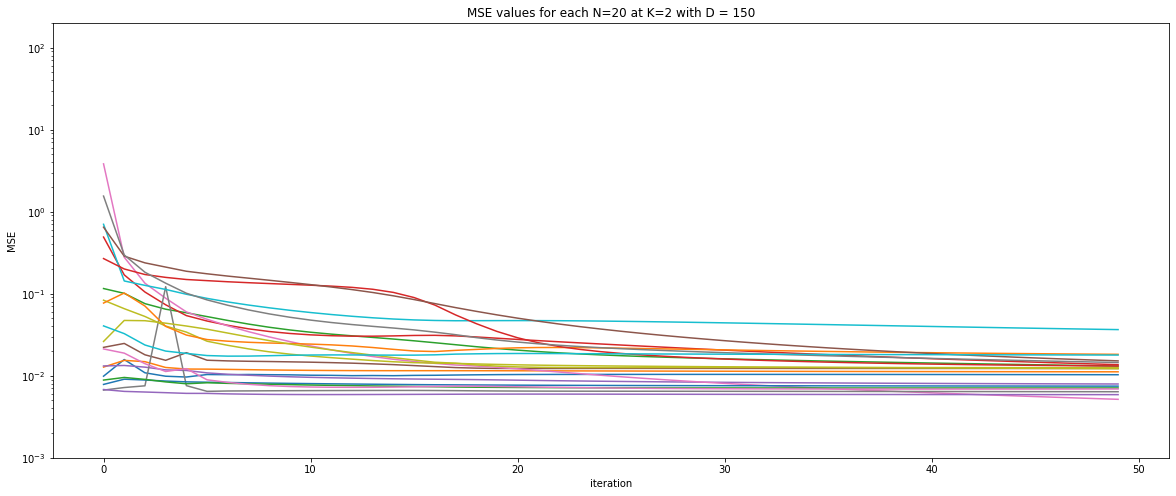 MSE values for each N=20 at K=2 with D = 150
10²
10¹
10⁰
10⁻¹
10⁻²
10⁻³
MSE
0 10 20 30 40 50
iteration